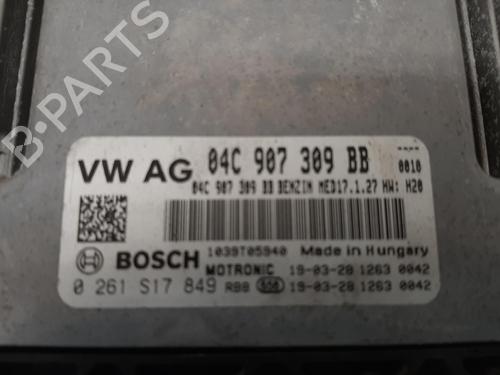 B-PARTS
VW AG 04C 907 309 BB ----
0010
04C 907 309 BB BENZIN MED17.1.27 HW: H20
BOSCH 1039T05940 Made in Hungary
MOTRONIC 19-03-28 1263 0042
0 261 S17 849 RBB 19-03-28 1263 0042